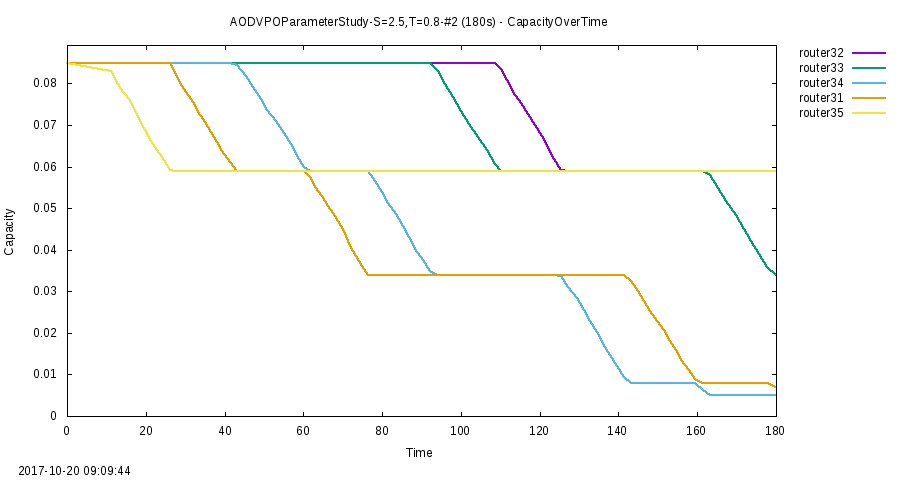 AODVPOParameterStudy-S=2.5,T=0.8-#2 (180s) - CapacityOverTime
router32
router33
router34
router31
router35
0.08
0.07
0.06
0.05
0.04
0.03
0.02
0.01
0
Capacity
0 20 40 60 80 100 120 140 160 180
Time
2017-10-20 09:09:44